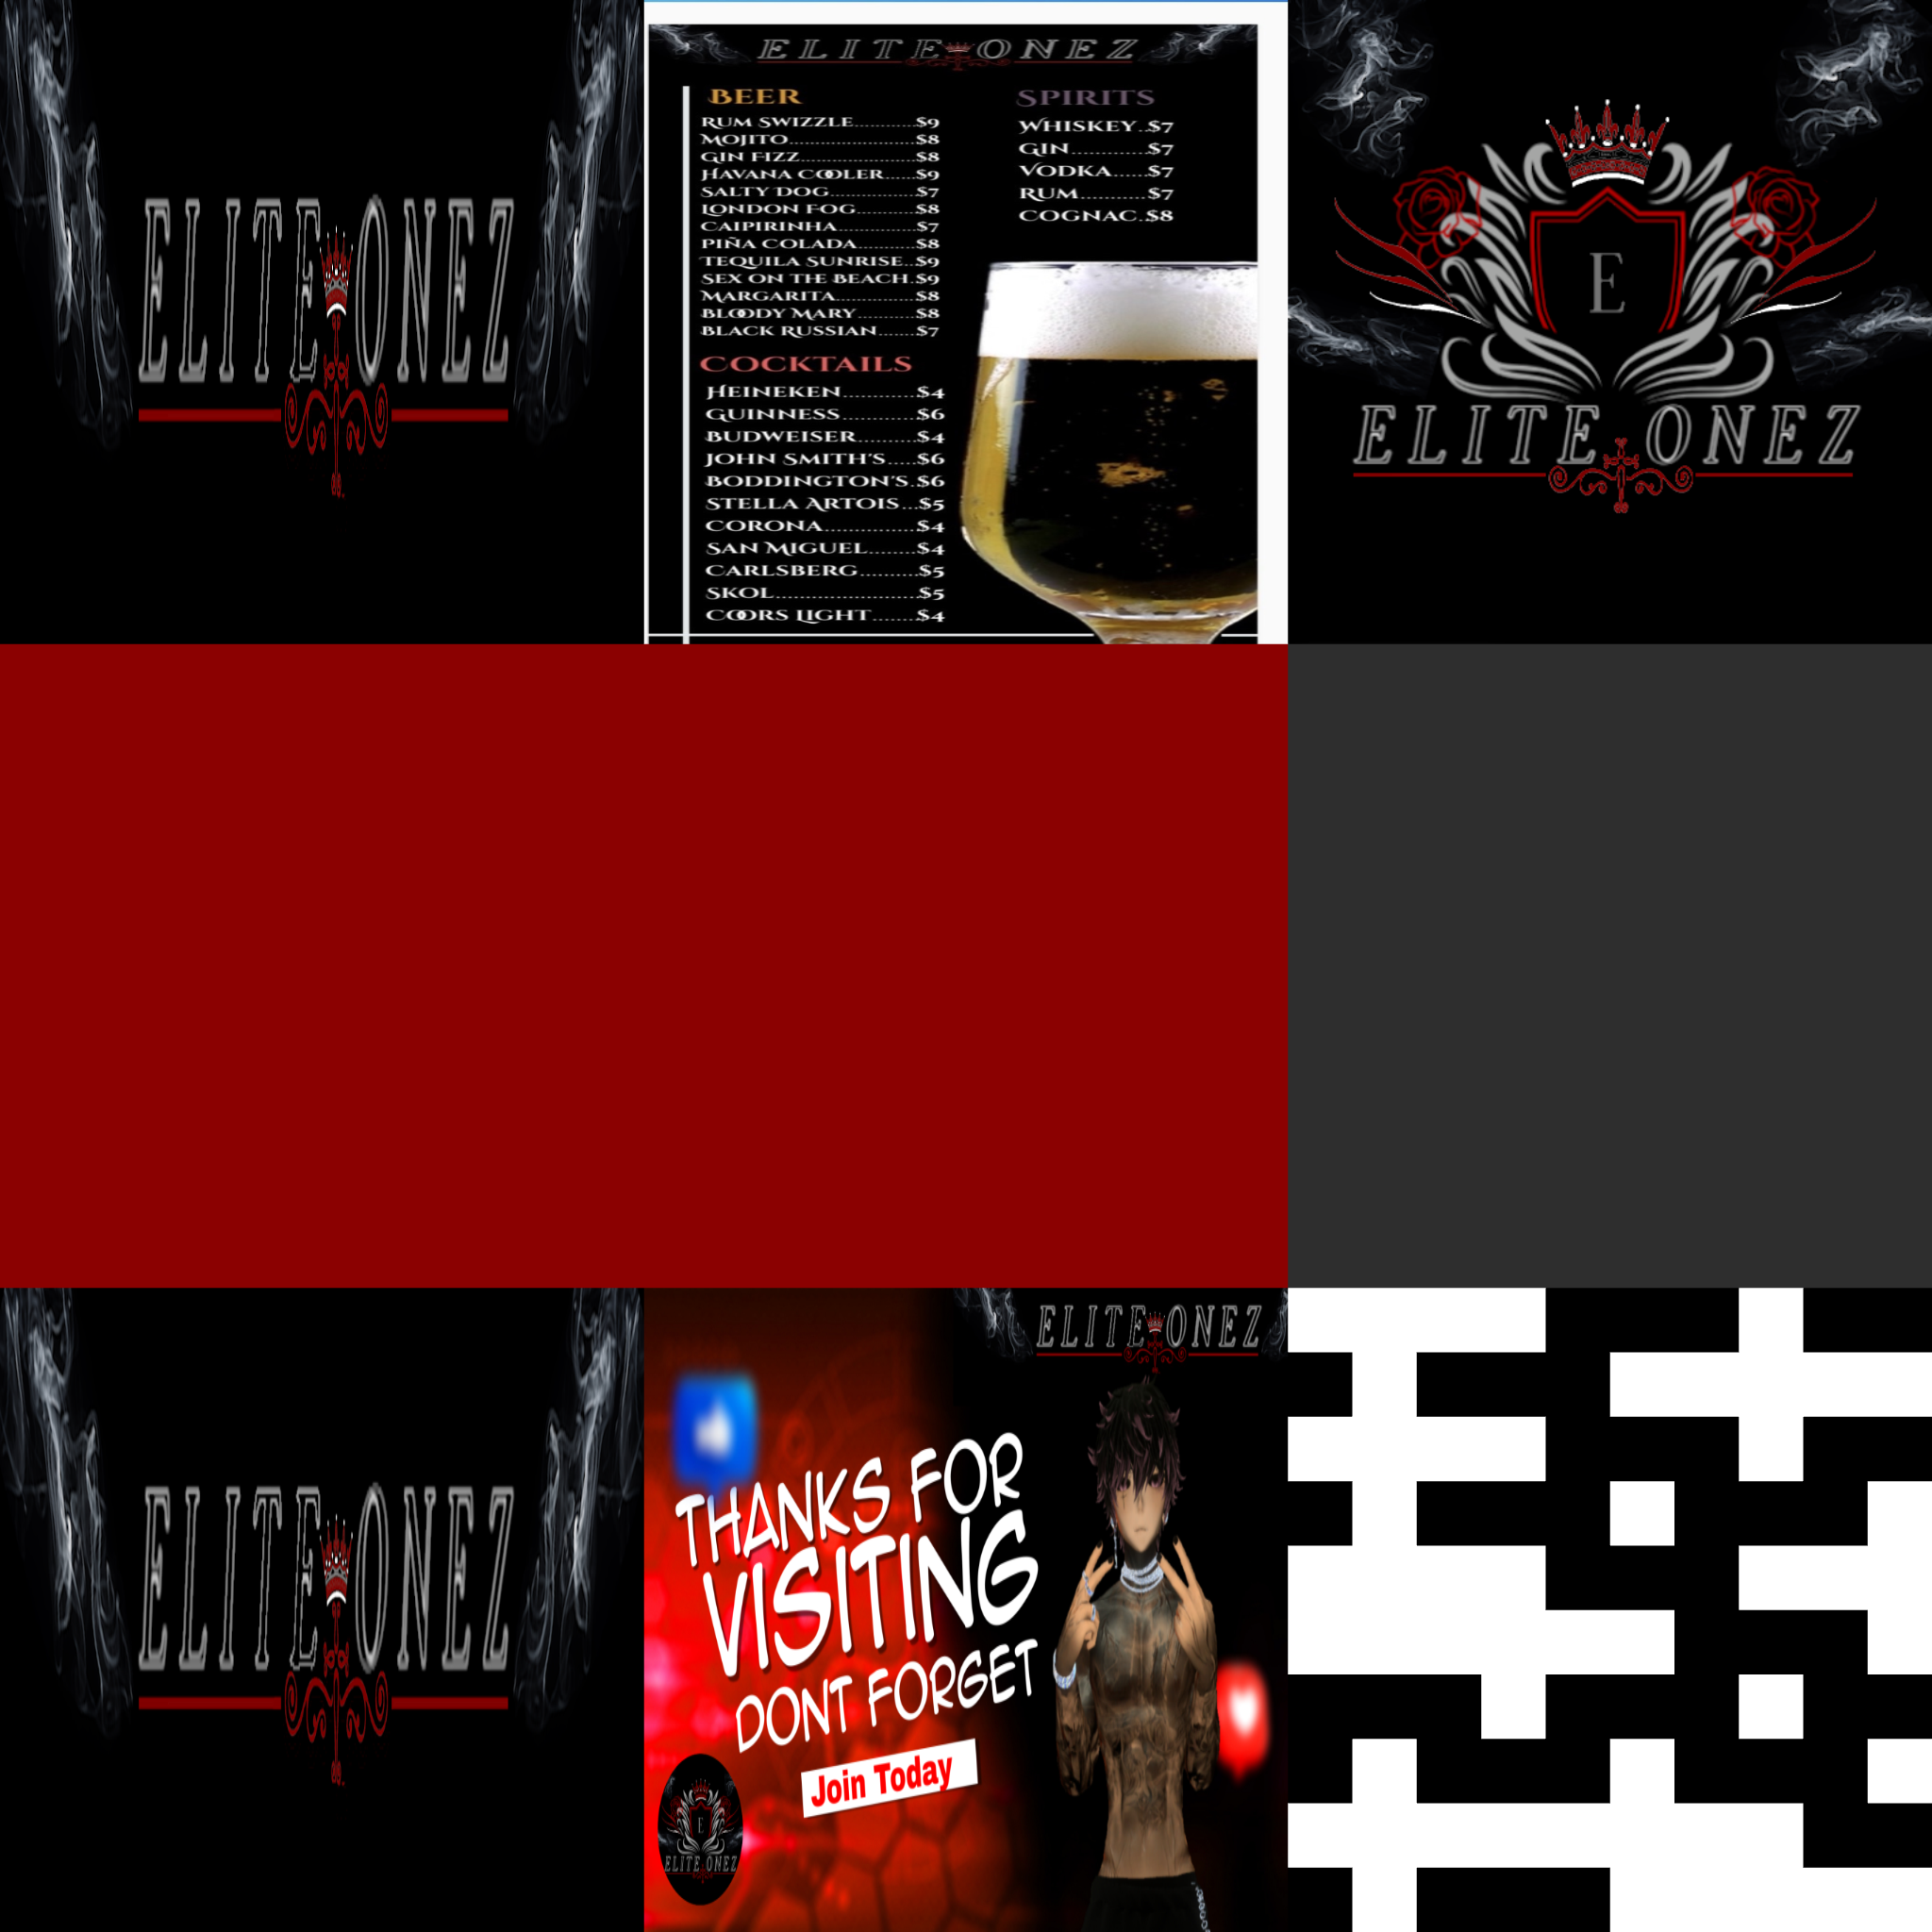 ELITE ONEZ
ELITE ONEZ
BEER
RUM SWIZZLE............$9
MOJITO........................$8
GIN FIZZ......................$8
HAVANA COOLER......$9
SALTY DOG................$7
LONDON FOG............$8
CAIPIRINHA...............$7
PIÑA COLADA...........$8
TEQUILA SUNRISE...$9
SEX ON THE BEACH.$9
MARGARITA...............$8
BLOODY MARY..........$8
BLACK RUSSIAN.......$7
COCKTAILS
HEINEKEN............$4
GUINNESS............$6
BUDWEISER.........$4
JOHN SMITH'S.....$6
BODDINGTON'S.$6
STELLA ARTOIS...$5
CORONA...............$4
SAN MIGUEL.......$4
CARLSBERG.........$5
SKOL.......................$5
COORS LIGHT.......$4
SPIRITS
WHISKEY..$7
GIN............$7
VODKA.....$7
RUM..........$7
COGNAC..$8
E
ELITE ONEZ
ELITE ONEZ
ELITE ONEZ
THANKS FOR
VISITING
DONT FORGET
Join Today
E
ELITE ONEZ